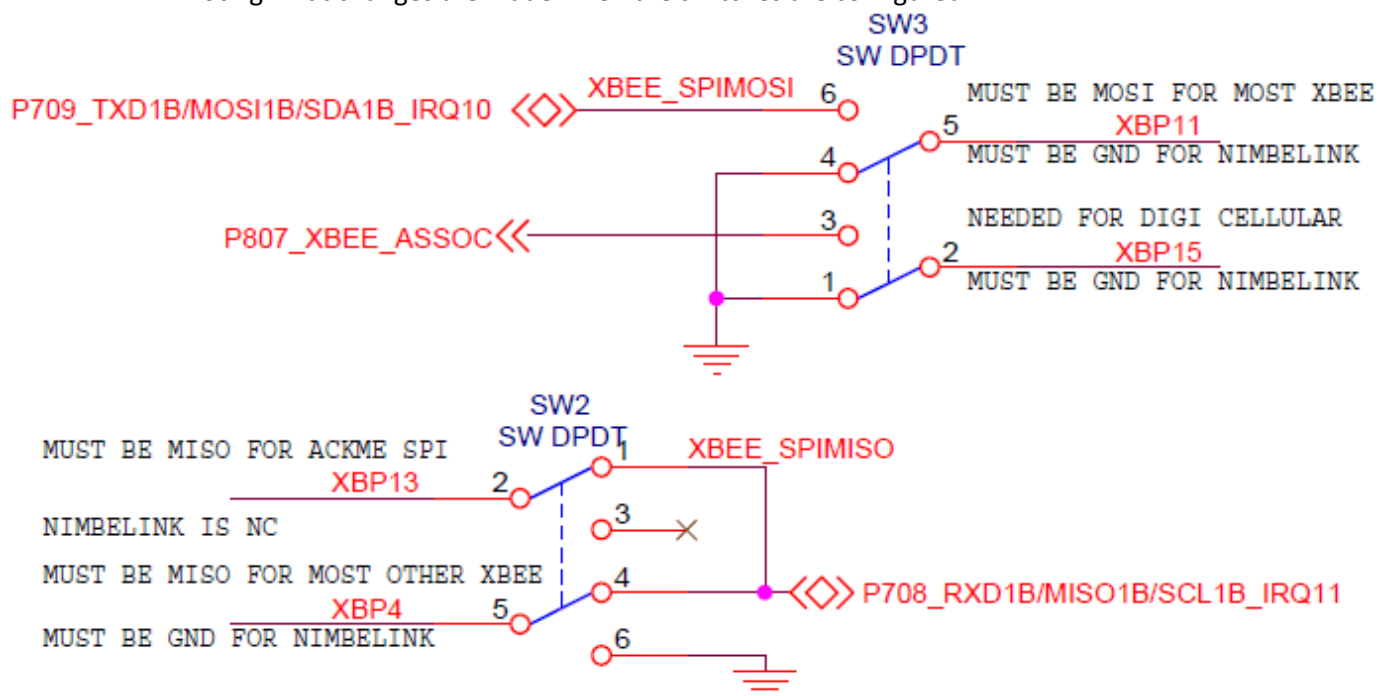 SW3
SW DPDT
P709_TXD1B/MOSI1B/SDA1B_IRQ10
XBEE_SPIMOSI
6
MUST BE MOSI FOR MOST XBEE
5
XBP11
4
MUST BE GND FOR NIMBELINK
P807_XBEE_ASSOC
3
NEEDED FOR DIGI CELLULAR
2
XBP15
1
MUST BE GND FOR NIMBELINK
SW2
SW DPDT
MUST BE MISO FOR ACKME SPI
1
XBEE_SPIMISO
XBP13
2
NIMBELINK IS NC
3
MUST BE MISO FOR MOST OTHER XBEE
4
P708_RXD1B/MISO1B/SCL1B_IRQ11
XBP4
5
MUST BE GND FOR NIMBELINK
6